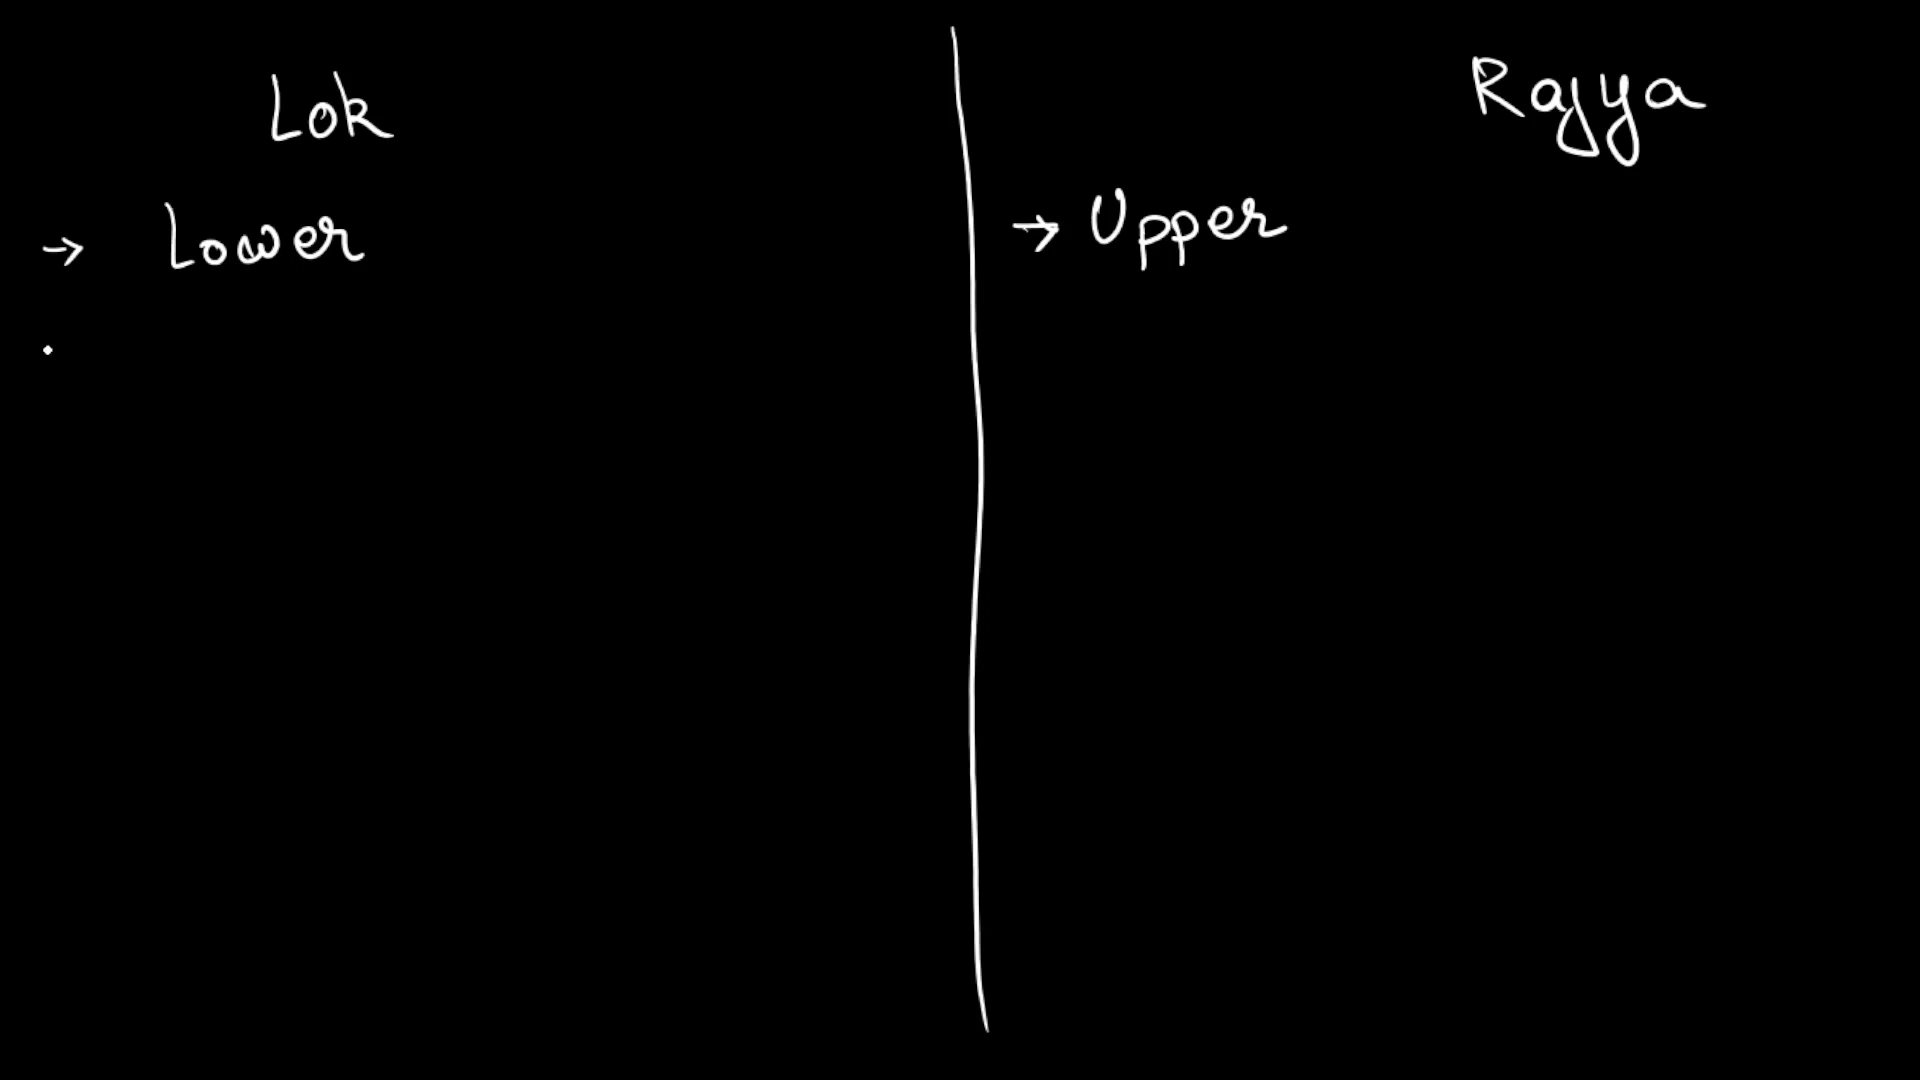 Lok
→ Lower
Rajya
→ Upper